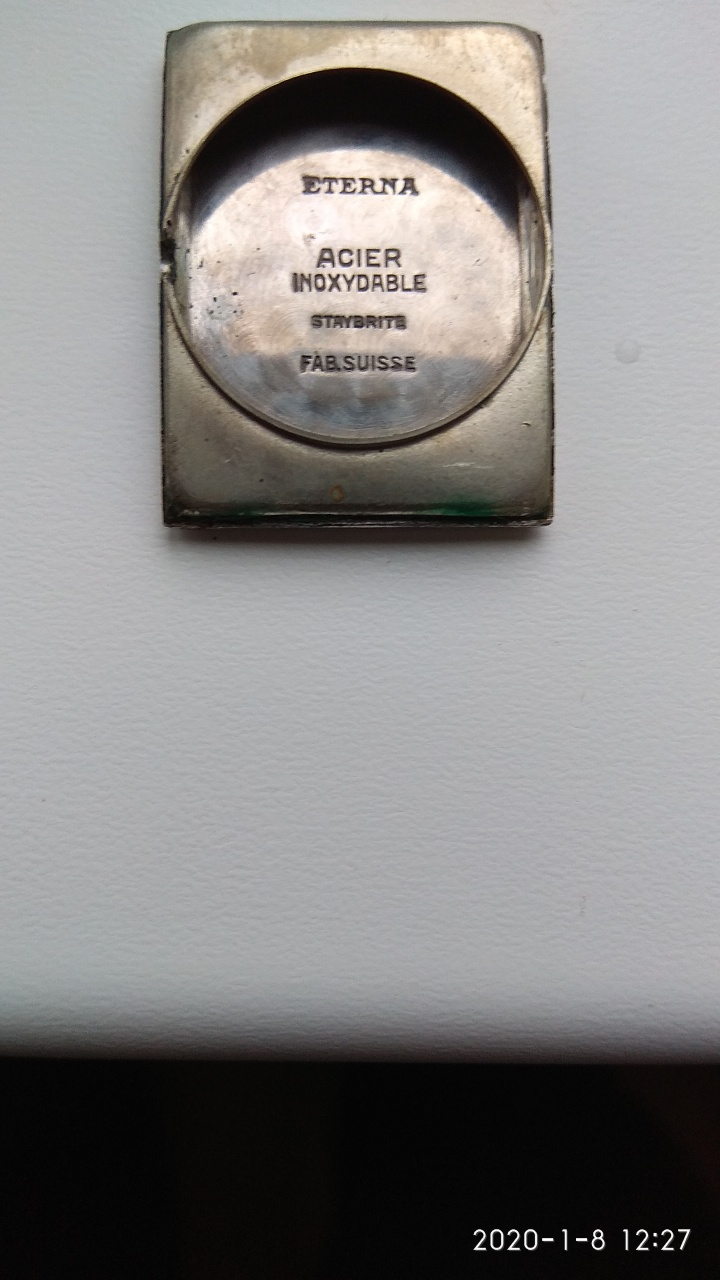 ETERNA
ACIER
INOXYDABLE
STAYBRITE
FAB.SUISSE
2020-1-8 12:27